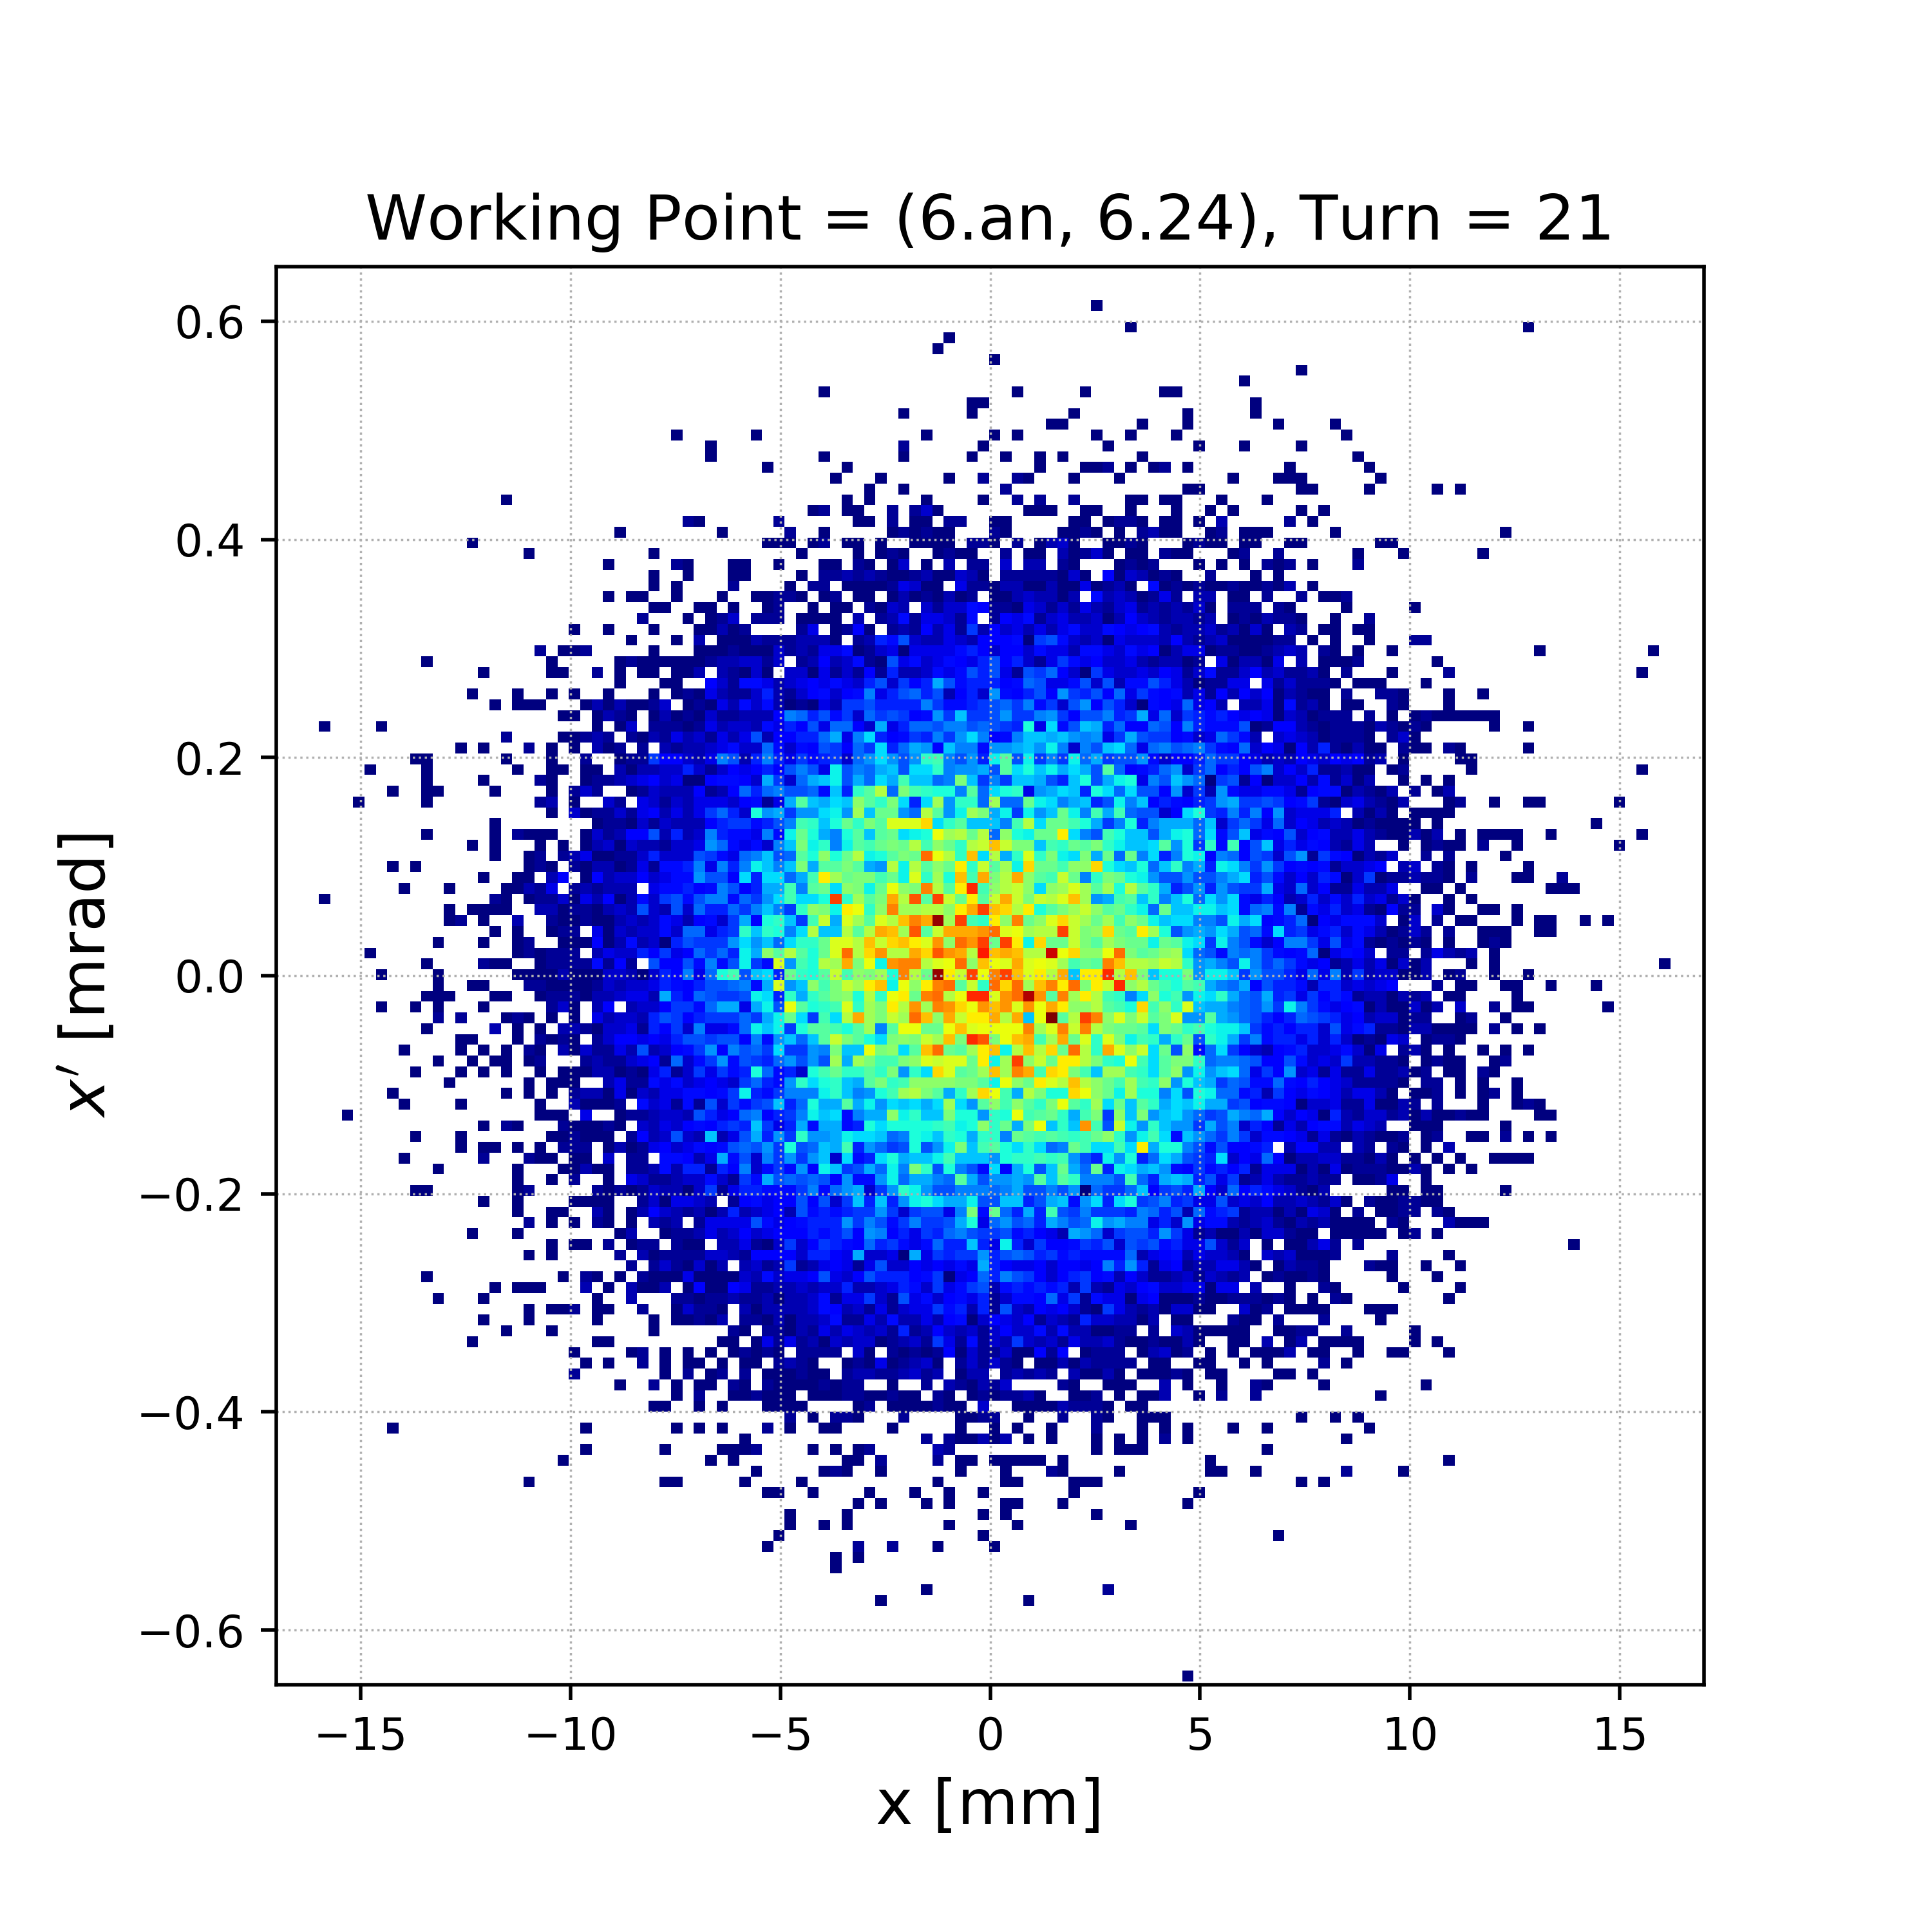 Working Point = (6.an, 6.24), Turn = 21
0.6
0.4
0.2
0.0
−0.2
−0.4
−0.6
x′ [mrad]
−15 −10 −5 0 5 10 15
x [mm]